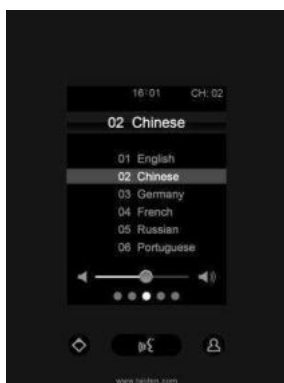 16:01 CH: 02
02 Chinese
01 English
02 Chinese
03 Germany
04 French
05 Russian
06 Portuguese
www.taiden.com